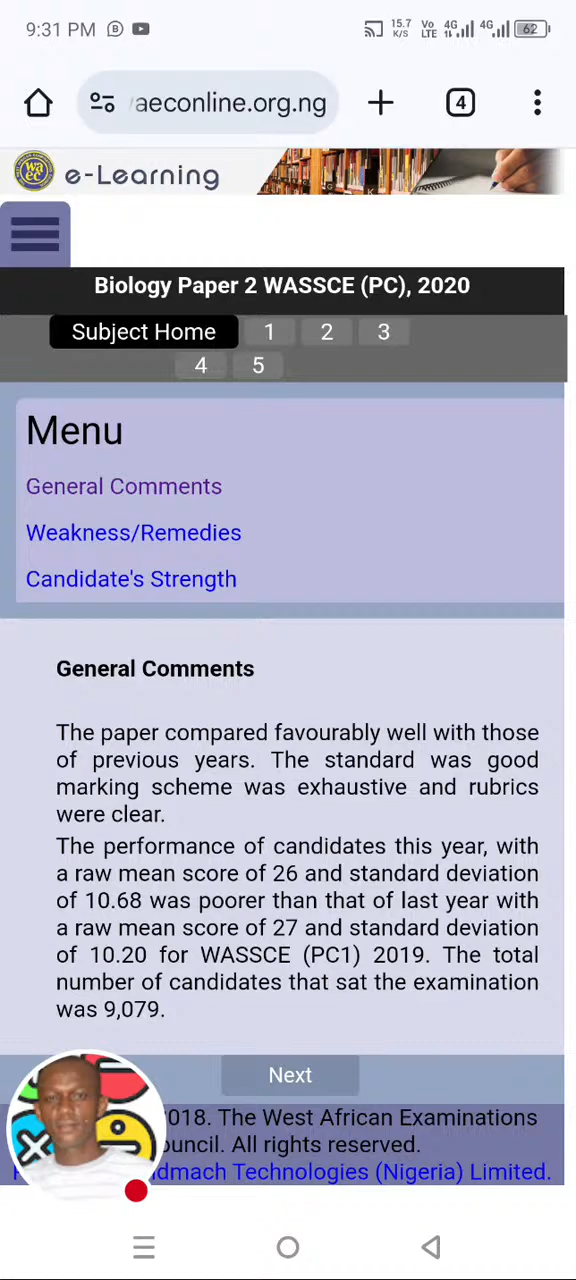 9:31 PM
15.7 K/S
Vo LTE
4G
4G
62
aeconline.org.ng
4
e-Learning
Biology Paper 2 WASSCE (PC), 2020
Subject Home 1 2 3
4 5
Menu
General Comments
Weakness/Remedies
Candidate's Strength
General Comments
The paper compared favourably well with those
of previous years. The standard was good
marking scheme was exhaustive and rubrics
were clear.
The performance of candidates this year, with
a raw mean score of 26 and standard deviation
of 10.68 was poorer than that of last year with
a raw mean score of 27 and standard deviation
of 10.20 for WASSCE (PC1) 2019. The total
number of candidates that sat the examination
was 9,079.
Next
018. The West African Examinations
ouncil. All rights reserved.
dmach Technologies (Nigeria) Limited.